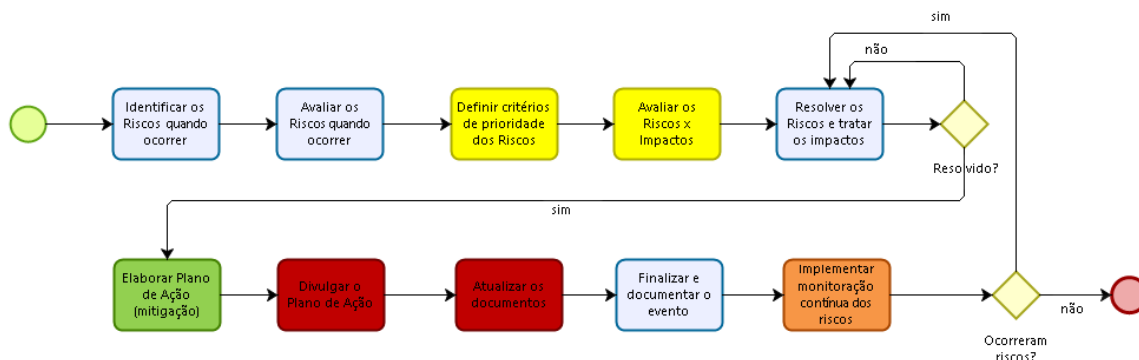 sim
não
Identificar os
Riscos quando
ocorrer
Avaliar os
Riscos quando
ocorrer
Definir critérios
de prioridade
dos Riscos
Avaliar os
Riscos x
Impactos
Resolver os
Riscos e tratar
os impactos
Resolvido?
sim
Elaborar Plano
de Ação
(mitigação)
Divulgar o
Plano de Ação
Atualizar os
documentos
Finalizar e
documentar o
evento
Implementar
monitoração
contínua dos
riscos
não
Ocorreram
riscos?